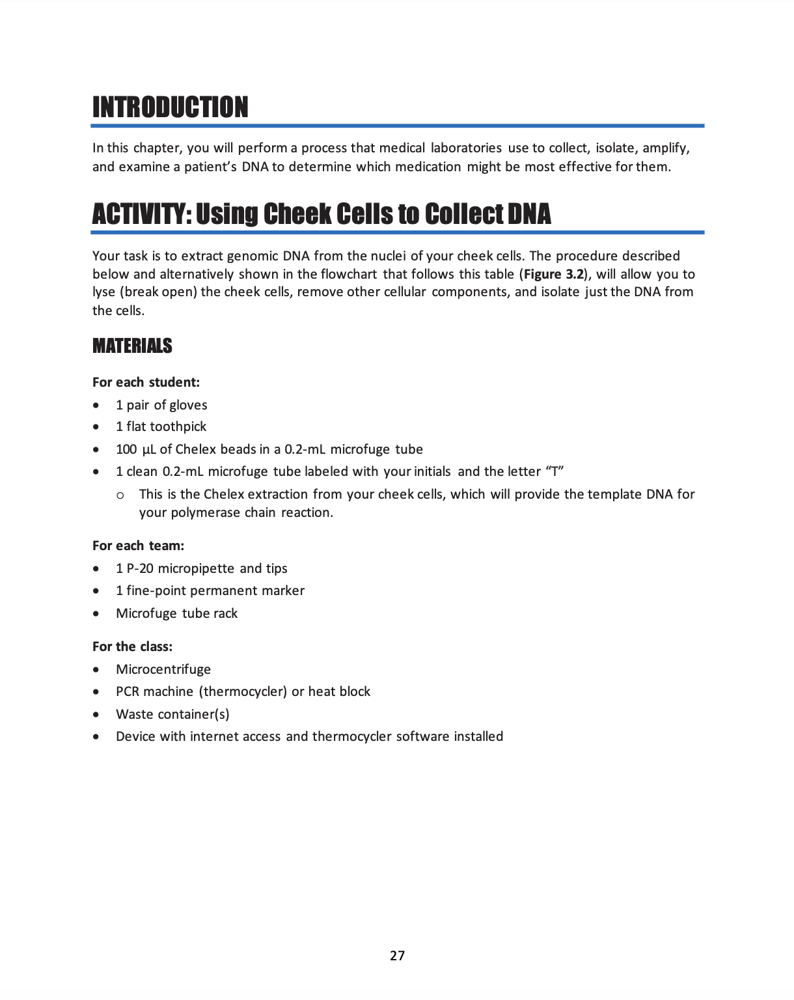 INTRODUCTION
In this chapter, you will perform a process that medical laboratories use to collect, isolate, amplify,
and examine a patient’s DNA to determine which medication might be most effective for them.
ACTIVITY: Using Cheek Cells to Collect DNA
Your task is to extract genomic DNA from the nuclei of your cheek cells. The procedure described
below and alternatively shown in the flowchart that follows this table (Figure 3.2), will allow you to
lyse (break open) the cheek cells, remove other cellular components, and isolate just the DNA from
the cells.
MATERIALS
For each student:
• 1 pair of gloves
• 1 flat toothpick
• 100 µL of Chelex beads in a 0.2-mL microfuge tube
• 1 clean 0.2-mL microfuge tube labeled with your initials and the letter “T”
o This is the Chelex extraction from your cheek cells, which will provide the template DNA for
your polymerase chain reaction.
For each team:
• 1 P-20 micropipette and tips
• 1 fine-point permanent marker
• Microfuge tube rack
For the class:
• Microcentrifuge
• PCR machine (thermocycler) or heat block
• Waste container(s)
• Device with internet access and thermocycler software installed
27